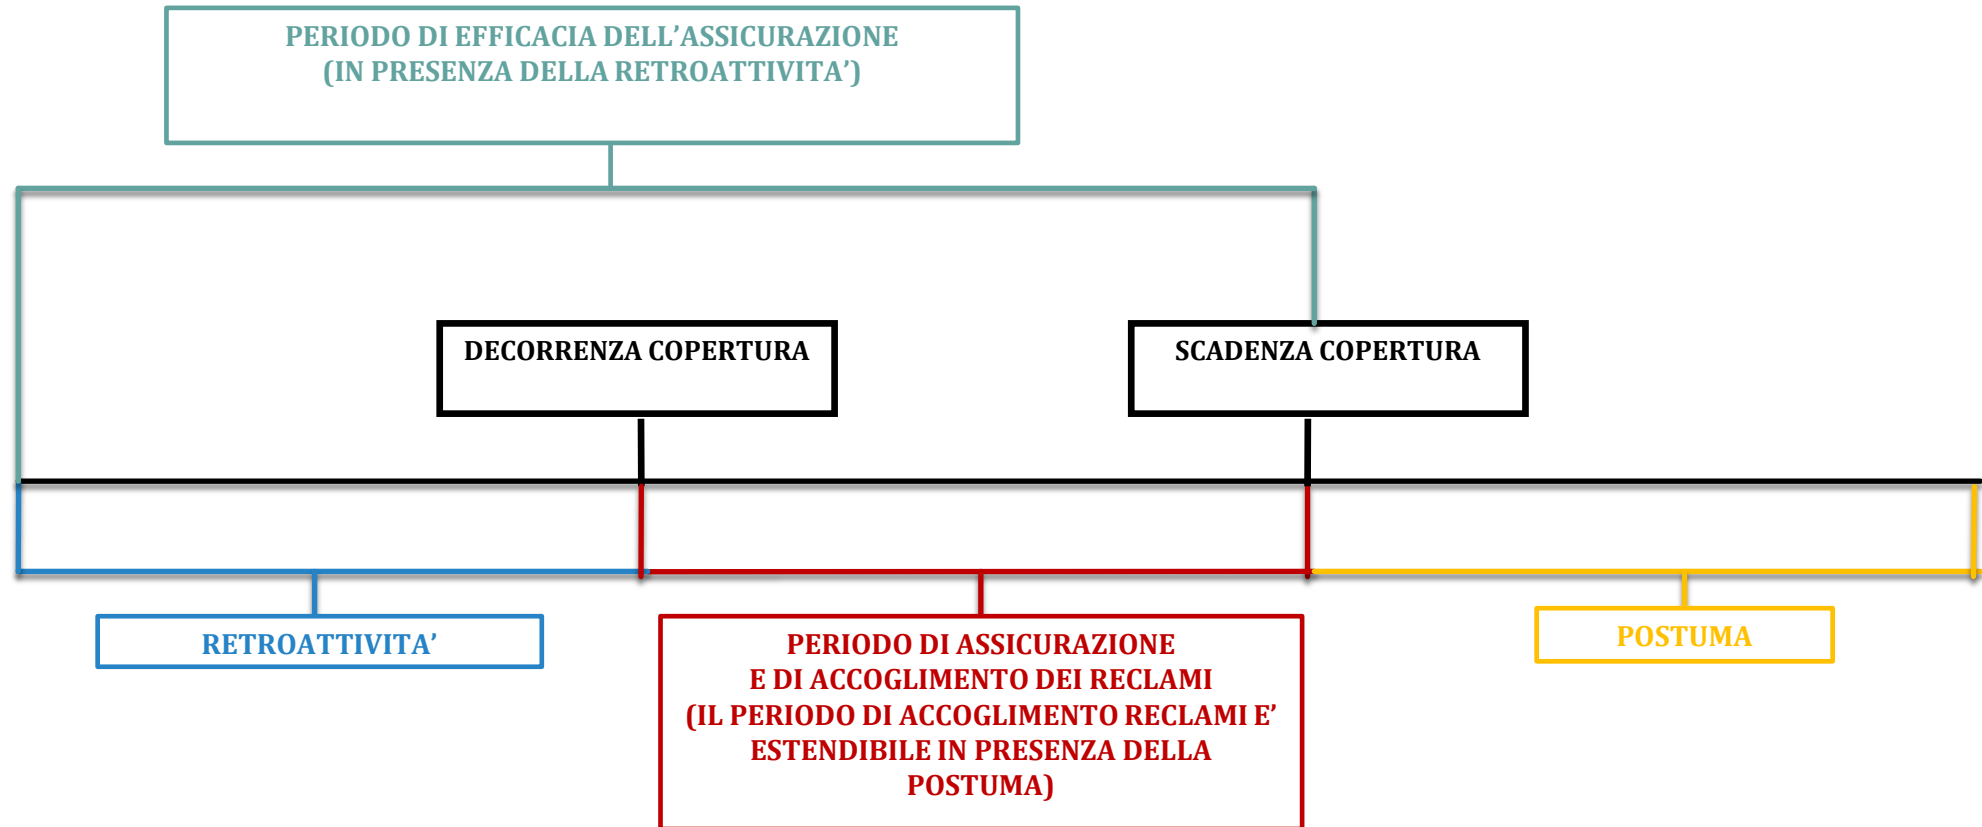 PERIODO DI EFFICACIA DELL’ASSICURAZIONE
(IN PRESENZA DELLA RETROATTIVITA’)
DECORRENZA COPERTURA
SCADENZA COPERTURA
RETROATTIVITA’
PERIODO DI ASSICURAZIONE
E DI ACCOGLIMENTO DEI RECLAMI
(IL PERIODO DI ACCOGLIMENTO RECLAMI E’
ESTENDIBILE IN PRESENZA DELLA
POSTUMA)
POSTUMA